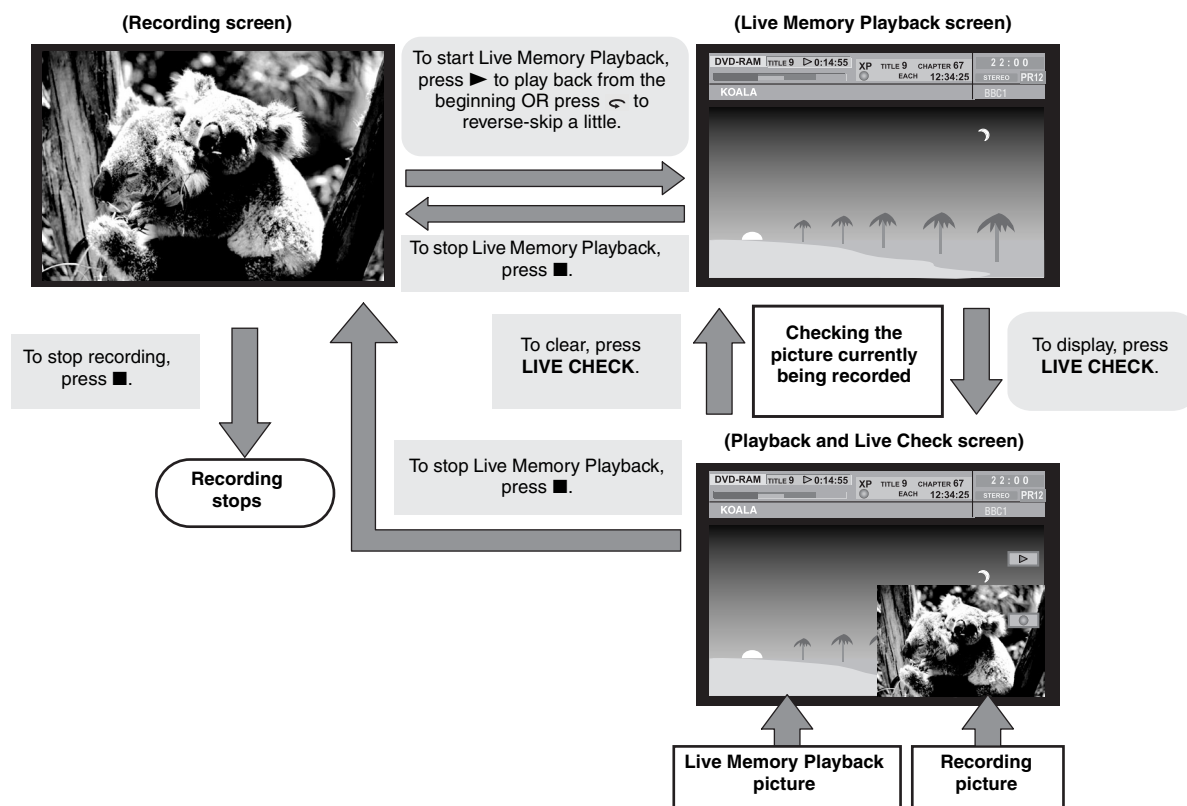 (Recording screen)
(Live Memory Playback screen)
To start Live Memory Playback,
press ► to play back from the
beginning OR press ⤺ to
reverse-skip a little.
DVD-RAM TITLE 9 ▷ 0:14:55 XP TITLE 9 CHAPTER 67 22:00
EACH 12:34:25 STEREO PR12
KOALA BBC1
To stop Live Memory Playback,
press ■.
To stop recording,
press ■.
To clear, press
LIVE CHECK.
Checking the
picture currently
being recorded
To display, press
LIVE CHECK.
(Playback and Live Check screen)
Recording
stops
To stop Live Memory Playback,
press ■.
DVD-RAM TITLE 9 ▷ 0:14:55 XP TITLE 9 CHAPTER 67 22:00
EACH 12:34:25 STEREO PR12
KOALA BBC1
Live Memory Playback
picture
Recording
picture